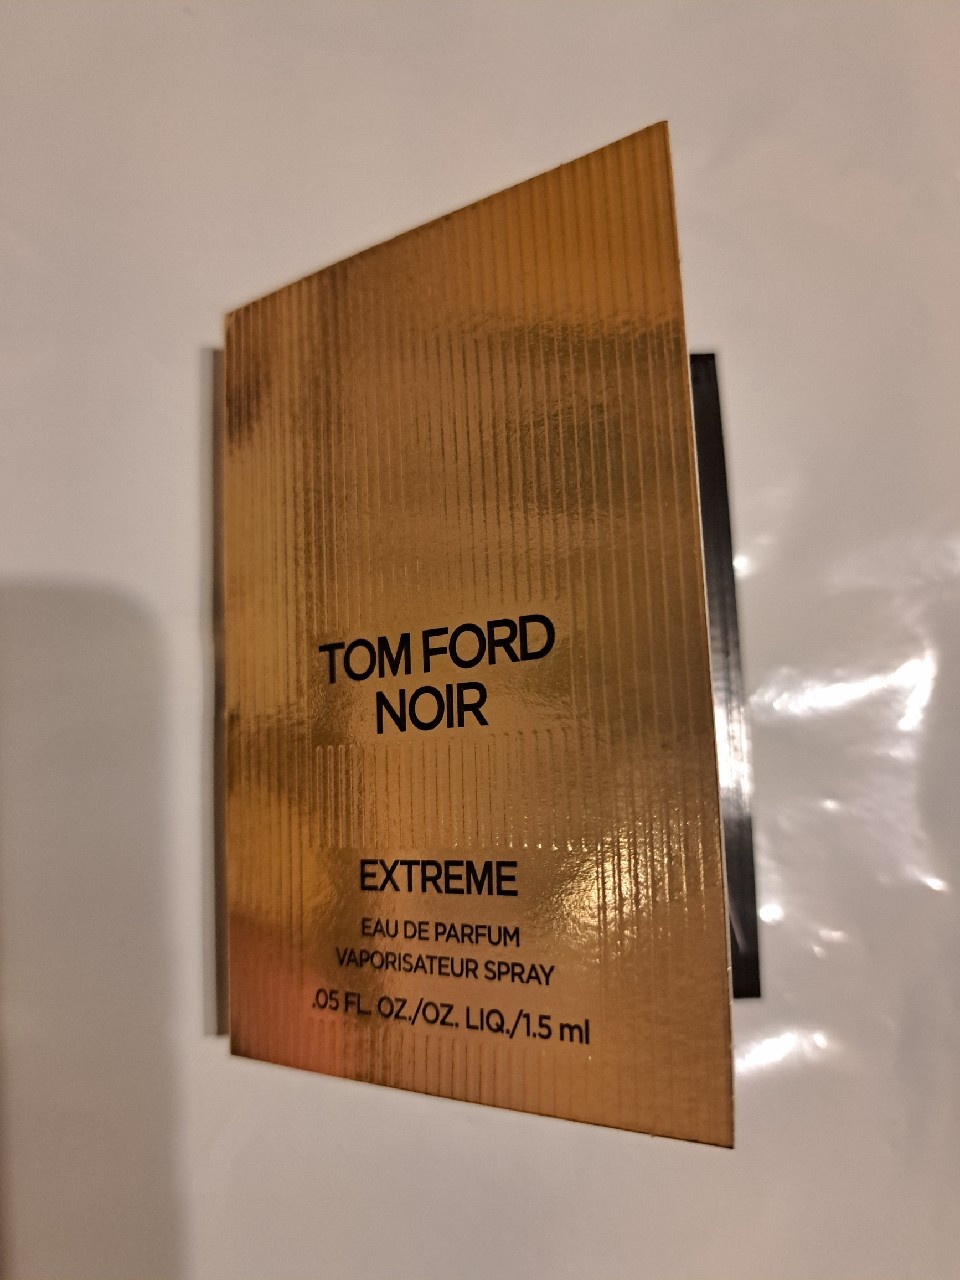 TOM FORD
NOIR
EXTREME
EAU DE PARFUM
VAPORISATEUR SPRAY
.05 FL. OZ./OZ. LIQ./1.5 ml